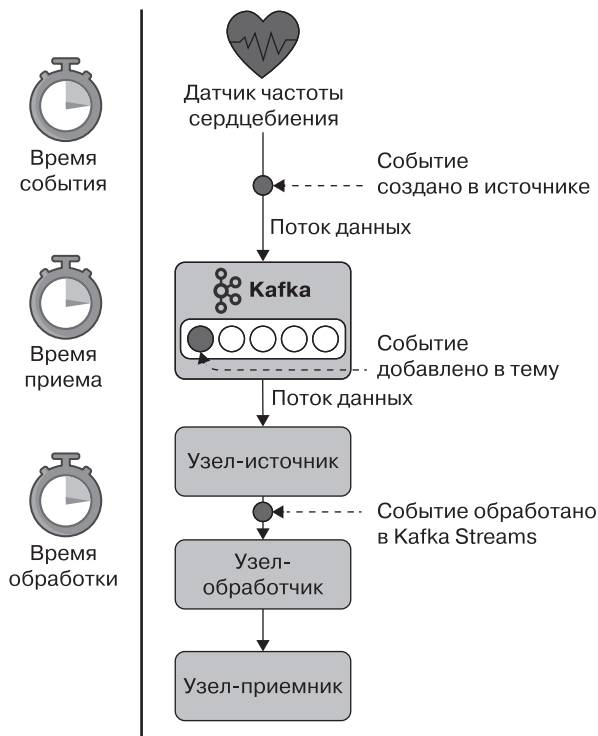 Датчик частоты
сердцебиения
Время
события
Событие
создано в источнике
Поток данных
Kafka
Время
приема
Событие
добавлено в тему
Поток данных
Узел-источник
Событие обработано
в Kafka Streams
Время
обработки
Узел-
обработчик
Узел-приемник